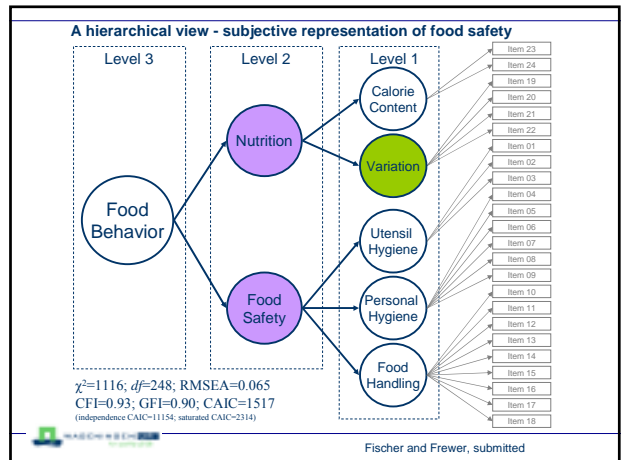 A hierarchical view - subjective representation of food safety
Level 3
Level 2
Level 1
Food
Behavior
Nutrition
Food
Safety
Calorie
Content
Variation
Utensil
Hygiene
Personal
Hygiene
Food
Handling
Item 23
Item 24
Item 19
Item 20
Item 21
Item 22
Item 01
Item 02
Item 03
Item 04
Item 05
Item 06
Item 07
Item 08
Item 09
Item 10
Item 11
Item 12
Item 13
Item 14
Item 15
Item 16
Item 17
Item 18
χ²=1116; df=248; RMSEA=0.065
CFI=0.93; GFI=0.90; CAIC=1517
(independence CAIC=11154; saturated CAIC=2314)
Fischer and Frewer, submitted